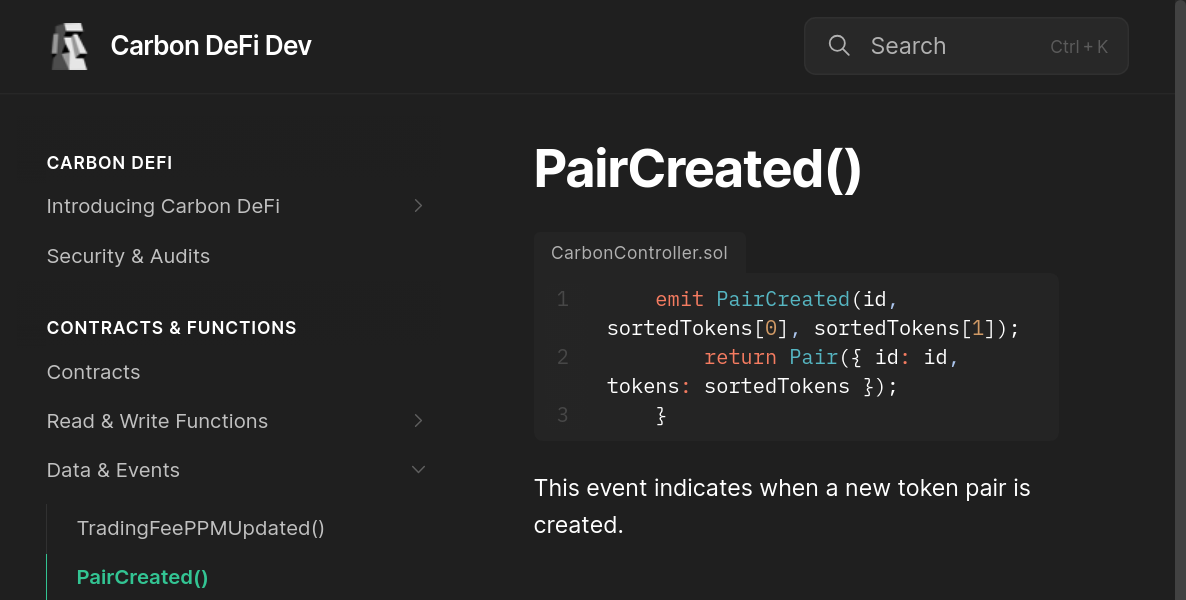 Carbon DeFi Dev
Search
Ctrl + K
CARBON DEFI
Introducing Carbon DeFi
Security & Audits
CONTRACTS & FUNCTIONS
Contracts
Read & Write Functions
Data & Events
TradingFeePPMUpdated()
PairCreated()
PairCreated()
CarbonController.sol
1 emit PairCreated(id,
sortedTokens[0], sortedTokens[1]);
2 return Pair({ id: id,
tokens: sortedTokens });
3 }
This event indicates when a new token pair is
created.